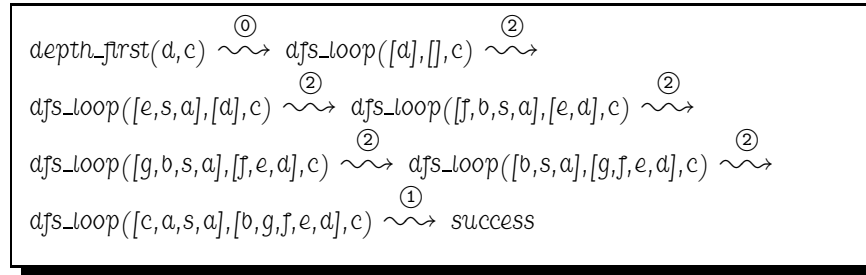 depth_first(d,c) ⓪⇝ dfs_loop([d],[],c) ②⇝
dfs_loop([e,s,a],[d],c) ②⇝ dfs_loop([f,b,s,a],[e,d],c) ②⇝
dfs_loop([g,b,s,a],[f,e,d],c) ②⇝ dfs_loop([b,s,a],[g,f,e,d],c) ②⇝
dfs_loop([c,a,s,a],[b,g,f,e,d],c) ①⇝ success